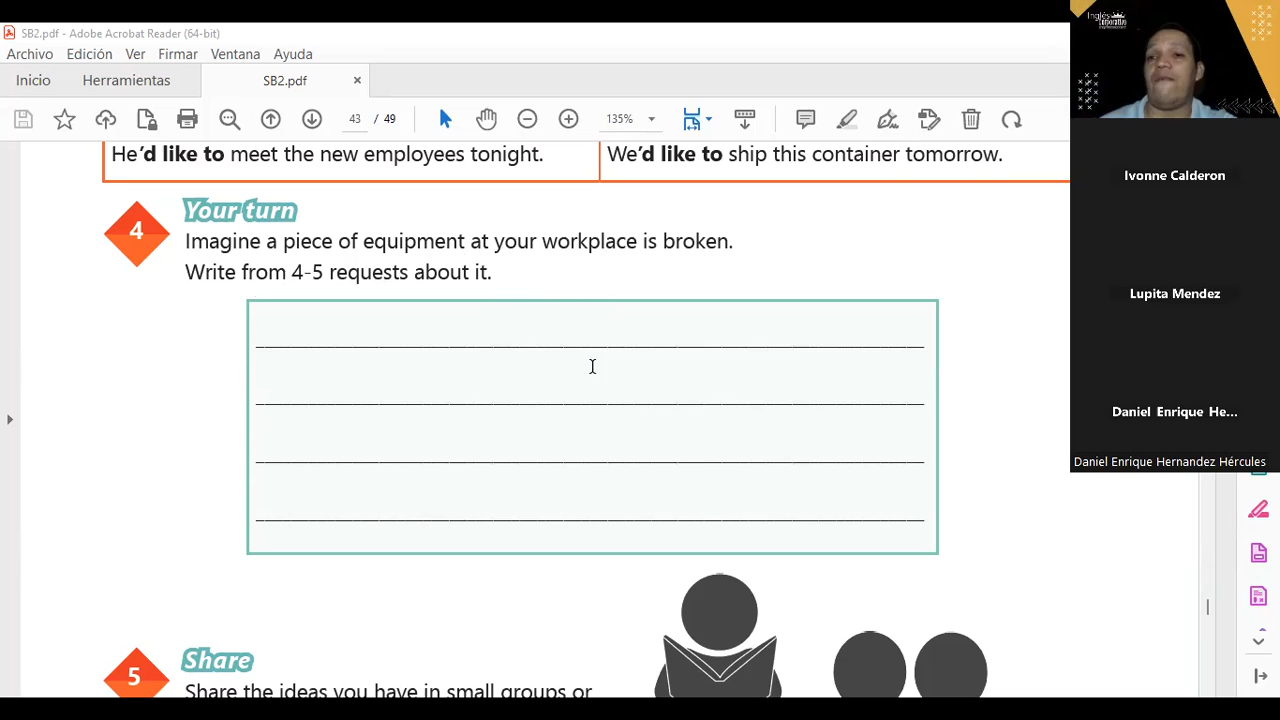 SB2.pdf - Adobe Acrobat Reader (64-bit)
Archivo Edición Ver Firmar Ventana Ayuda
Inicio Herramientas SB2.pdf ×
43 / 49 135%
He'd like to meet the new employees tonight.
We'd like to ship this container tomorrow.
4
Your turn
Imagine a piece of equipment at your workplace is broken.
Write from 4-5 requests about it.
5
Share
Share the ideas you have in small groups or
Inglés
Corporativo
Ivonne Calderon
Lupita Mendez
Daniel Enrique He...
Daniel Enrique Hernandez Hércules